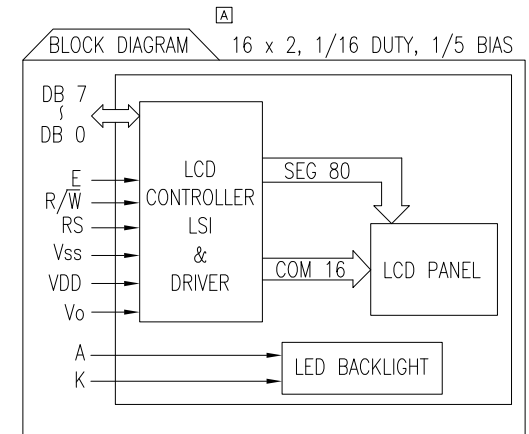 A
BLOCK DIAGRAM 16 x 2, 1/16 DUTY, 1/5 BIAS
DB 7
~
DB 0
E
R/W̅
RS
Vss
VDD
Vo
A
K
LCD
CONTROLLER
LSI
&
DRIVER
SEG 80
COM 16
LCD PANEL
LED BACKLIGHT